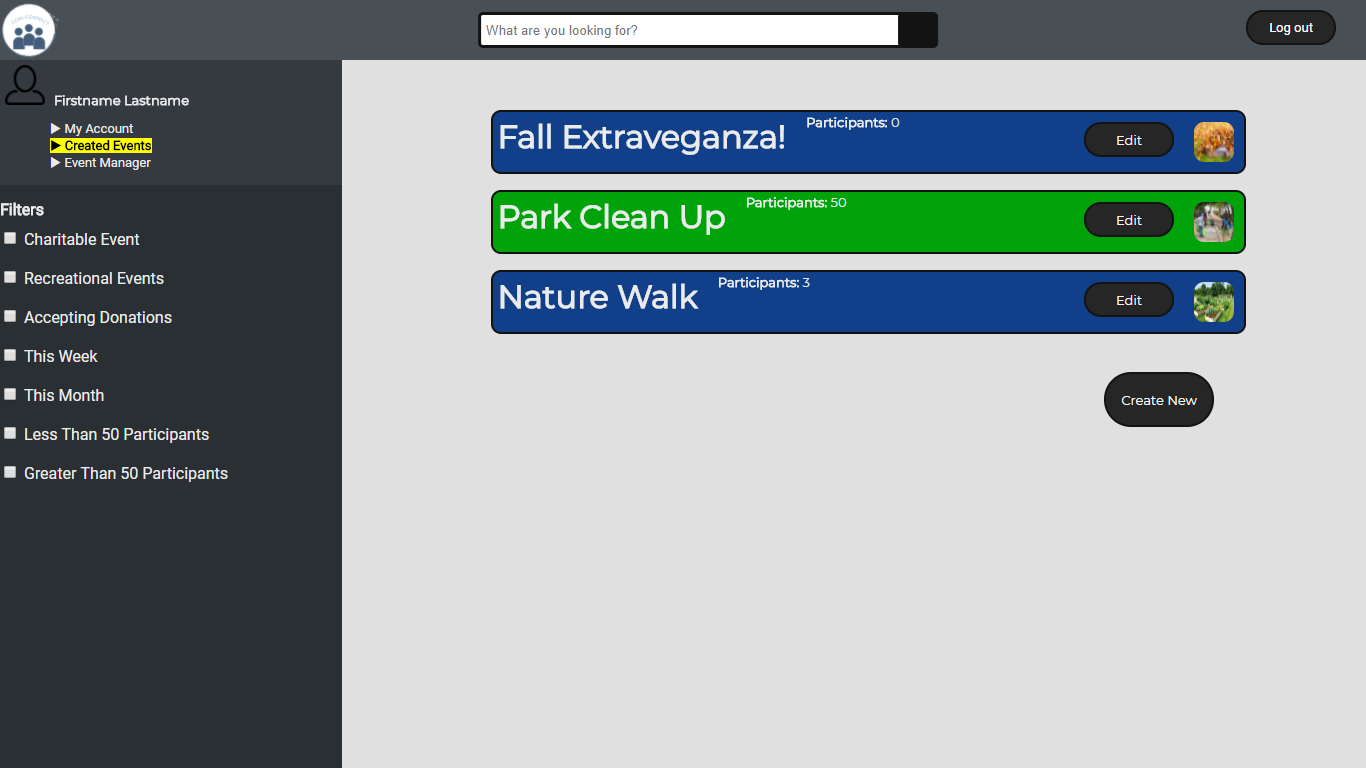 COM-CONNECT
What are you looking for?
Log out
Firstname Lastname
▶ My Account
▶ Created Events
▶ Event Manager
Filters
Charitable Event
Recreational Events
Accepting Donations
This Week
This Month
Less Than 50 Participants
Greater Than 50 Participants
Fall Extraveganza! Participants: 0 Edit
Park Clean Up Participants: 50 Edit
Nature Walk Participants: 3 Edit
Create New